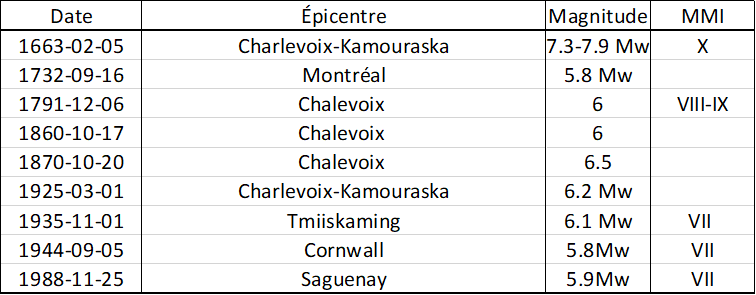 Date Épicentre Magnitude MMI
1663-02-05 Charlevoix-Kamouraska 7.3-7.9 Mw X
1732-09-16 Montréal 5.8 Mw
1791-12-06 Chalevoix 6 VIII-IX
1860-10-17 Chalevoix 6
1870-10-20 Chalevoix 6.5
1925-03-01 Charlevoix-Kamouraska 6.2 Mw
1935-11-01 Tmiiskaming 6.1 Mw VII
1944-09-05 Cornwall 5.8Mw VII
1988-11-25 Saguenay 5.9Mw VII